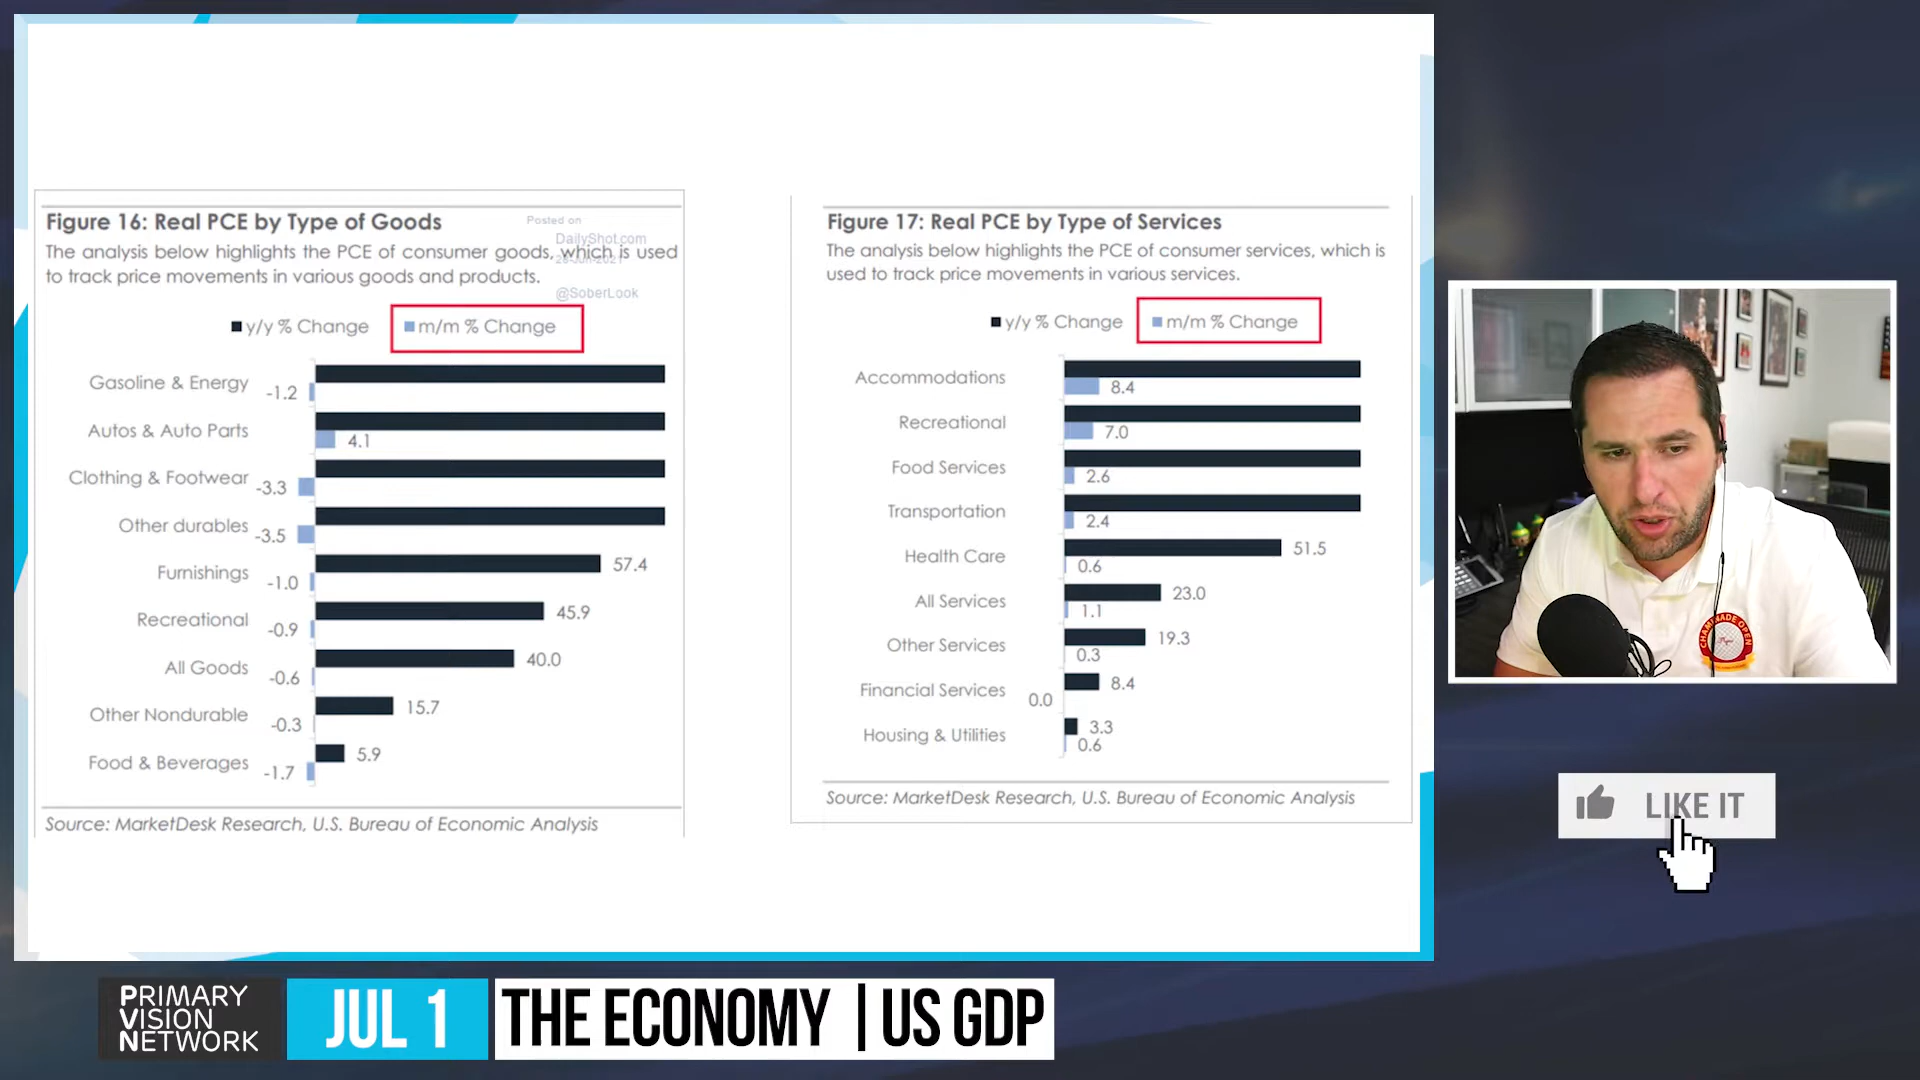 Figure 16: Real PCE by Type of Goods
Posted on
DailyShot.com
The analysis below highlights the PCE of consumer goods, which is used
to track price movements in various goods and products.
@SoberLook
y/y % Change
m/m % Change
Gasoline & Energy
-1.2
Autos & Auto Parts
4.1
Clothing & Footwear
-3.3
Other durables
-3.5
Furnishings
57.4
-1.0
Recreational
45.9
-0.9
All Goods
40.0
-0.6
Other Nondurable
15.7
-0.3
Food & Beverages
5.9
-1.7
Source: MarketDesk Research, U.S. Bureau of Economic Analysis
Figure 17: Real PCE by Type of Services
The analysis below highlights the PCE of consumer services, which is
used to track price movements in various services.
y/y % Change
m/m % Change
Accommodations
8.4
Recreational
7.0
Food Services
2.6
Transportation
2.4
Health Care
51.5
0.6
All Services
23.0
1.1
Other Services
19.3
0.3
Financial Services
8.4
0.0
Housing & Utilities
3.3
0.6
Source: MarketDesk Research, U.S. Bureau of Economic Analysis
CHAMINADE OPEN
LIKE IT
PRIMARY
VISION
NETWORK
JUL 1
THE ECONOMY | US GDP